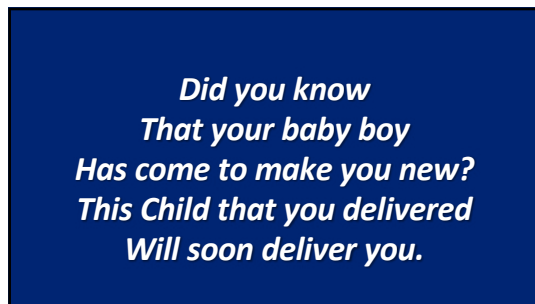 Did you know
That your baby boy
Has come to make you new?
This Child that you delivered
Will soon deliver you.